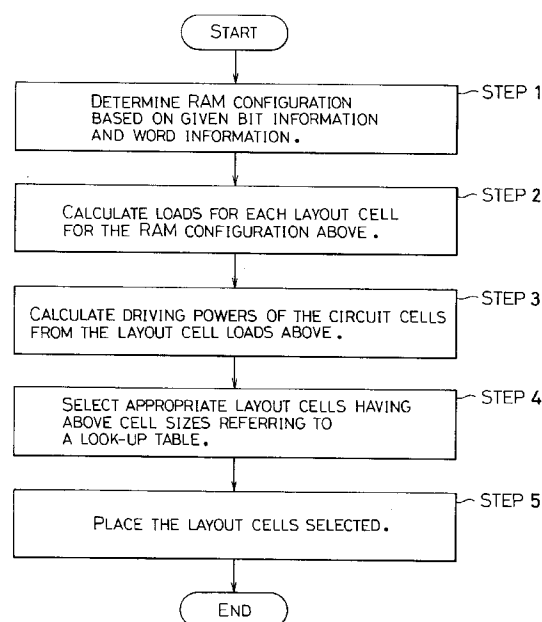 START
DETERMINE RAM CONFIGURATION
BASED ON GIVEN BIT INFORMATION
AND WORD INFORMATION.
STEP 1
CALCULATE LOADS FOR EACH LAYOUT CELL
FOR THE RAM CONFIGURATION ABOVE.
STEP 2
CALCULATE DRIVING POWERS OF THE CIRCUIT CELLS
FROM THE LAYOUT CELL LOADS ABOVE.
STEP 3
SELECT APPROPRIATE LAYOUT CELLS HAVING
ABOVE CELL SIZES REFERRING TO
A LOOK-UP TABLE.
STEP 4
PLACE THE LAYOUT CELLS SELECTED.
STEP 5
END